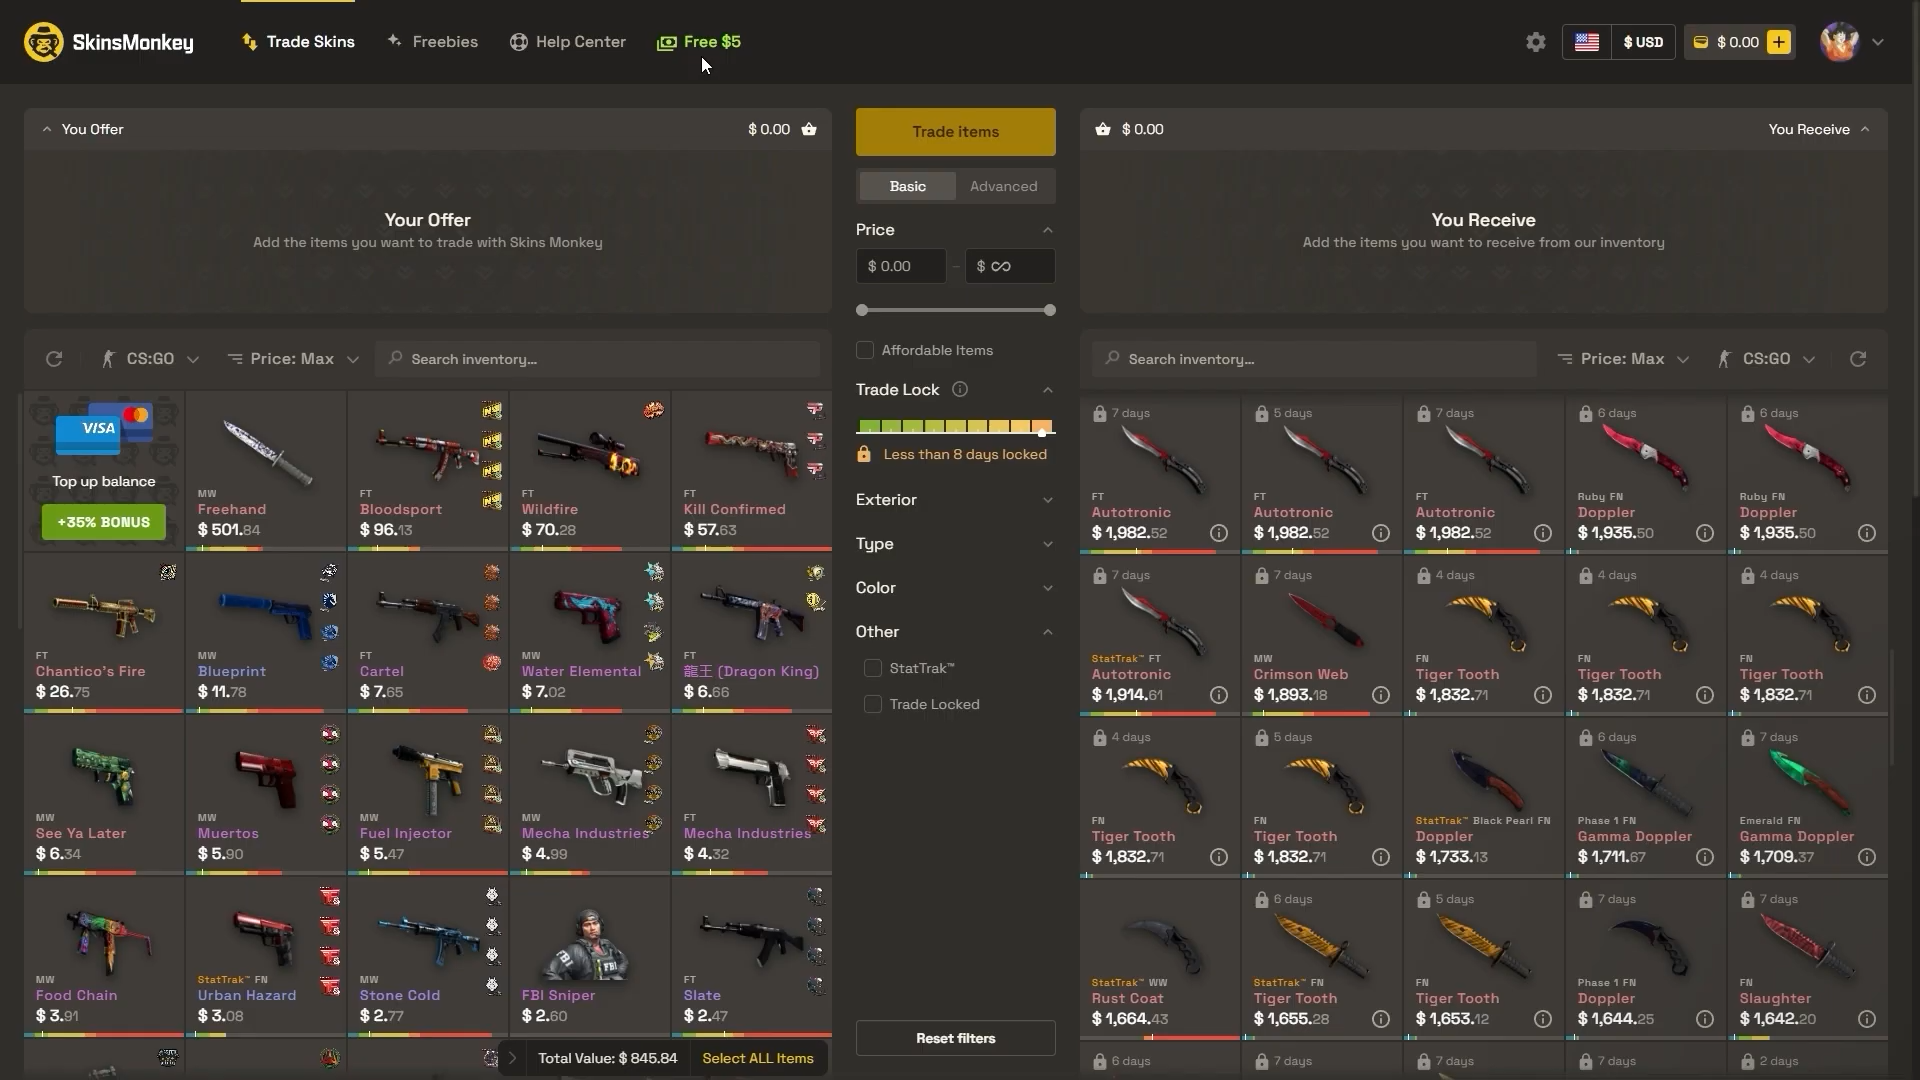 SkinsMonkey
Trade Skins
Freebies
Help Center
Free $5
$ USD
$ 0.00
You Offer
$ 0.00
Your Offer
Add the items you want to trade with Skins Monkey
Trade items
Basic
Advanced
$ 0.00
You Receive
You Receive
Add the items you want to receive from our inventory
Price
$ 0.00
$ ∞
Affordable Items
Trade Lock
Less than 8 days locked
Exterior
Type
Color
Other
StatTrak™
Trade Locked
Reset filters
CS:GO
Price: Max
Search inventory...
VISA
Top up balance
+35% BONUS
MW
Freehand
$ 501.84
FT
Bloodsport
$ 96.13
FT
Wildfire
$ 70.28
FT
Kill Confirmed
$ 57.63
FT
Chantico's Fire
$ 26.75
MW
Blueprint
$ 11.78
FT
Cartel
$ 7.65
MW
Water Elemental
$ 7.02
FT
龍王 (Dragon King)
$ 6.66
MW
See Ya Later
$ 6.34
MW
Muertos
$ 5.90
MW
Fuel Injector
$ 5.47
MW
Mecha Industries
$ 4.99
FT
Mecha Industries
$ 4.32
MW
Food Chain
$ 3.91
StatTrak™ FN
Urban Hazard
$ 3.08
MW
Stone Cold
$ 2.77
FBI
FBI Sniper
$ 2.60
FT
Slate
$ 2.47
Total Value: $ 845.84
Select ALL Items
Search inventory...
Price: Max
CS:GO
7 days
FT
Autotronic
$ 1,982.52
5 days
FT
Autotronic
$ 1,982.52
7 days
FT
Autotronic
$ 1,982.52
6 days
Ruby FN
Doppler
$ 1,935.50
6 days
Ruby FN
Doppler
$ 1,935.50
7 days
StatTrak™ FT
Autotronic
$ 1,914.61
7 days
MW
Crimson Web
$ 1,893.18
4 days
FN
Tiger Tooth
$ 1,832.71
4 days
FN
Tiger Tooth
$ 1,832.71
4 days
FN
Tiger Tooth
$ 1,832.71
4 days
FN
Tiger Tooth
$ 1,832.71
5 days
FN
Tiger Tooth
$ 1,832.71
StatTrak™ Black Pearl FN
Doppler
$ 1,733.13
6 days
Phase 1 FN
Gamma Doppler
$ 1,711.67
7 days
Emerald FN
Gamma Doppler
$ 1,709.37
StatTrak™ WW
Rust Coat
$ 1,664.43
6 days
StatTrak™ FN
Tiger Tooth
$ 1,655.28
5 days
FN
Tiger Tooth
$ 1,653.12
7 days
Phase 1 FN
Doppler
$ 1,644.25
7 days
FN
Slaughter
$ 1,642.20
6 days
7 days
7 days
7 days
2 days